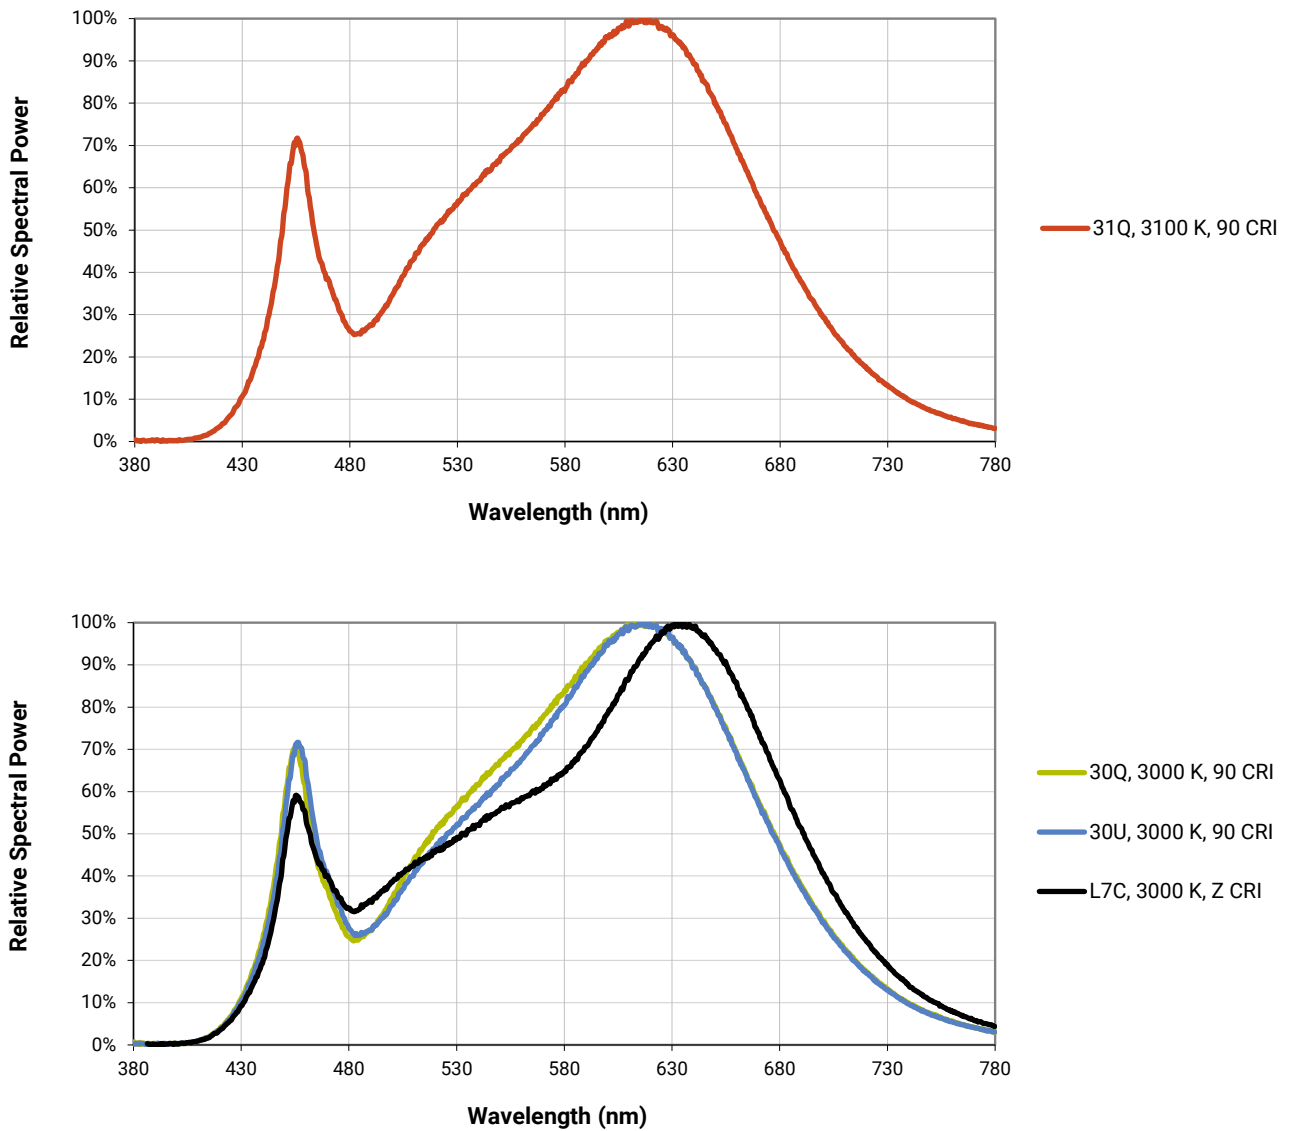 Relative Spectral Power
100%
90%
80%
70%
60%
50%
40%
30%
20%
10%
0%
380 430 480 530 580 630 680 730 780
Wavelength (nm)
31Q, 3100 K, 90 CRI
Relative Spectral Power
100%
90%
80%
70%
60%
50%
40%
30%
20%
10%
0%
380 430 480 530 580 630 680 730 780
Wavelength (nm)
30Q, 3000 K, 90 CRI
30U, 3000 K, 90 CRI
L7C, 3000 K, Z CRI